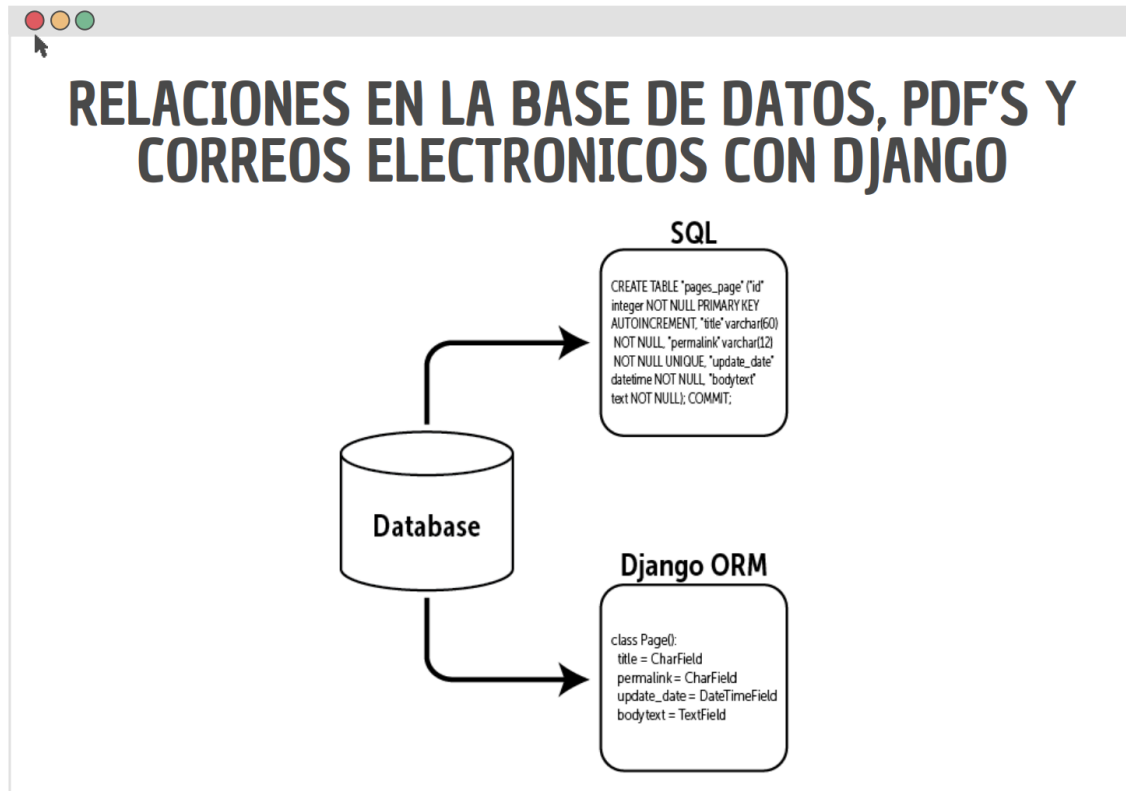 RELACIONES EN LA BASE DE DATOS, PDF'S Y
CORREOS ELECTRONICOS CON DJANGO
SQL
CREATE TABLE "pages_page" ("id"
integer NOT NULL PRIMARY KEY
AUTOINCREMENT, "title" varchar(60)
NOT NULL, "permalink" varchar(12)
NOT NULL UNIQUE, "update_date"
datetime NOT NULL, "bodytext"
text NOT NULL); COMMIT;
Database
Django ORM
class Page():
title = CharField
permalink = CharField
update_date = DateTimeField
bodytext = TextField